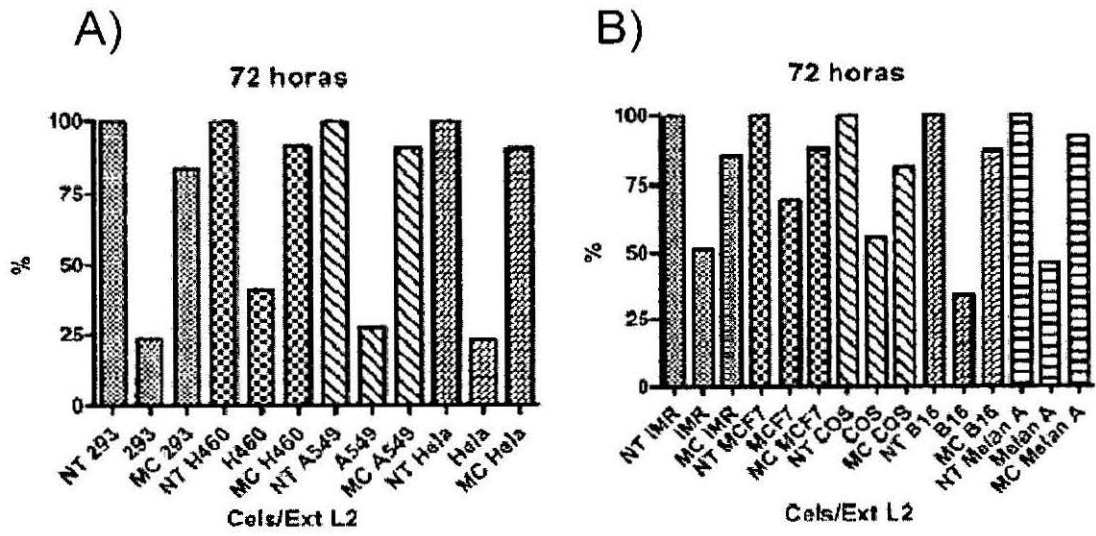 A)
72 horas
100
75
50
25
0
%
NT 293
293
MC 293
NT H460
H460
MC H460
NT A549
A549
MC A549
NT Hela
Hela
MC Hela
Cels/Ext L2
B)
72 horas
100
75
50
25
0
%
NT IMR
IMR
MC IMR
NT MCF7
MCF7
MC MCF7
NT COS
COS
MC COS
NT B16
B16
MC B16
NT Melan A
Melan A
MC Melan A
Cels/Ext L2